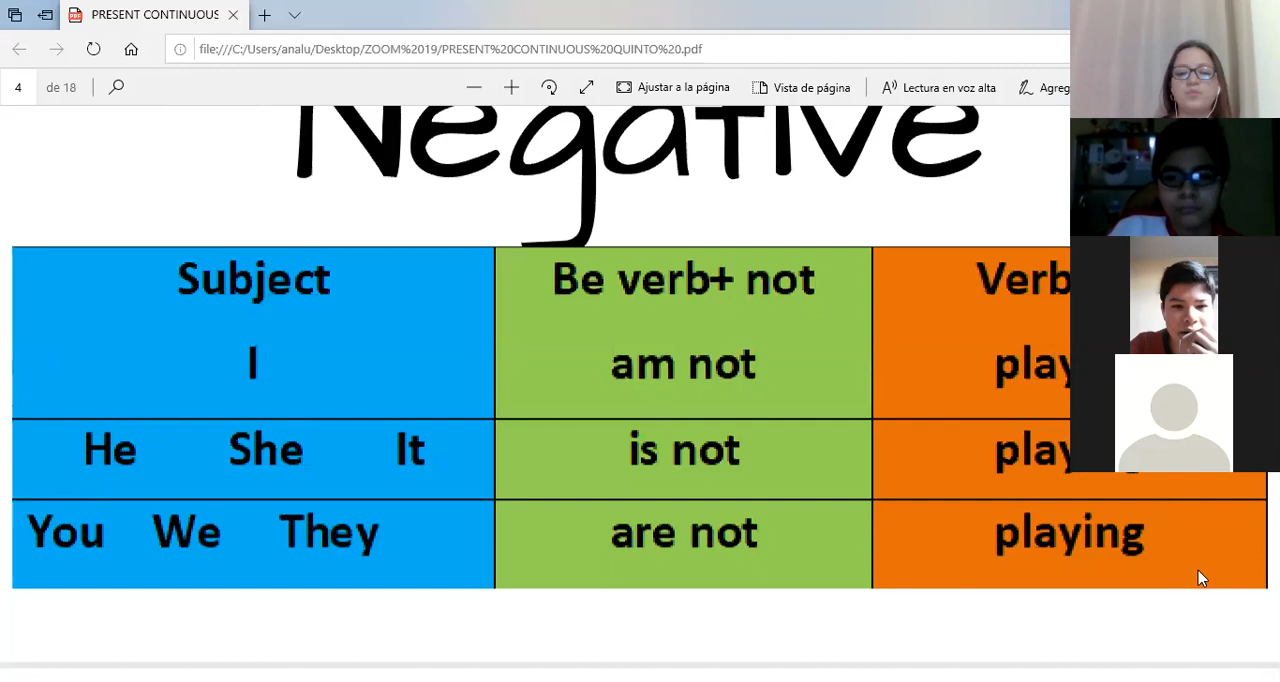 PRESENT CONTINUOUS
file:///C:/Users/analu/Desktop/ZOOM%2019/PRESENT%20CONTINUOUS%20QUINTO%20.pdf
4 de 18 Ajustar a la página Vista de página Lectura en voz alta
Negative
Subject Be verb+ not Verb
I am not
He She It is not
You We They are not playing